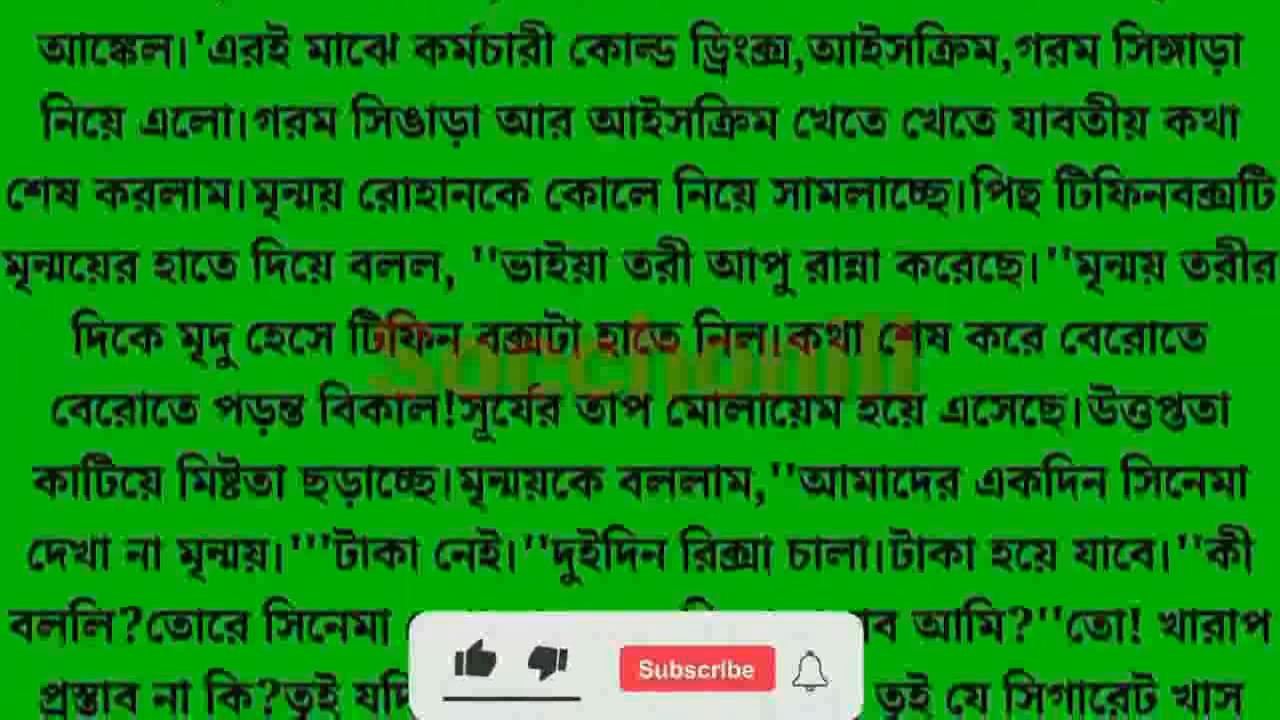 আঙ্কেল।'এরই মাঝে কর্মচারী কোল্ড ড্রিংক্স,আইসক্রিম,গরম সিঙ্গাড়া
নিয়ে এলো।গরম সিঙাড়া আর আইসক্রিম খেতে খেতে যাবতীয় কথা
শেষ করলাম।মৃন্ময় রোহানকে কোলে নিয়ে সামলাচ্ছে।পিছু টিফিনবক্সটি
মৃন্ময়ের হাতে দিয়ে বলল, ''ভাইয়া তরী আপু রান্না করেছে।''মৃন্ময় তরীর
দিকে মৃদু হেসে টিফিন বক্সটা হাতে নিল।কথা শেষ করে বেরোতে
বেরোতে পড়ন্ত বিকাল!সূর্যের তাপ মোলায়েম হয়ে এসেছে।উত্তপ্ততা
কাটিয়ে মিষ্টতা ছড়াচ্ছে।মৃন্ময়কে বললাম,''আমাদের একদিন সিনেমা
দেখা না মৃন্ময়।'''টাকা নেই।''দুইদিন রিক্সা চালা।টাকা হয়ে যাবে।''কী
বললি?তোরে সিনেমা আমি?''তো! খারাপ
প্রস্তাব না কি?তুই যদি তুই যে সিগারেট খাস
Subscribe